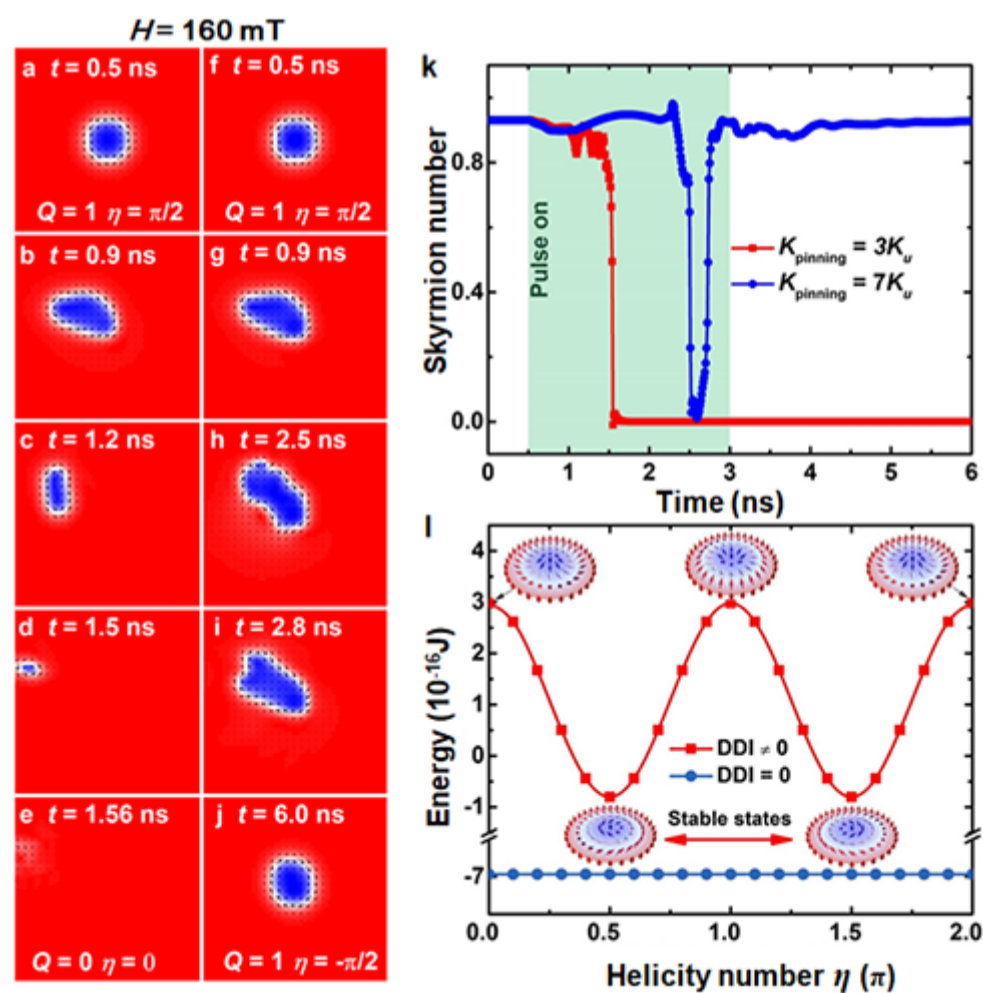 H = 160 mT
a t = 0.5 ns
Q = 1 η = π/2
b t = 0.9 ns
c t = 1.2 ns
d t = 1.5 ns
e t = 1.56 ns
Q = 0 η = 0
f t = 0.5 ns
Q = 1 η = π/2
g t = 0.9 ns
h t = 2.5 ns
i t = 2.8 ns
j t = 6.0 ns
Q = 1 η = -π/2
k
Skyrmion number
0.8
0.4
0.0
Pulse on
K_pinning = 3K_u
K_pinning = 7K_u
0 1 2 3 4 5 6
Time (ns)
l
Energy (10⁻¹⁶J)
4
3
2
1
0
-1
-7
DDI ≠ 0
DDI = 0
Stable states
0.0 0.5 1.0 1.5 2.0
Helicity number η (π)